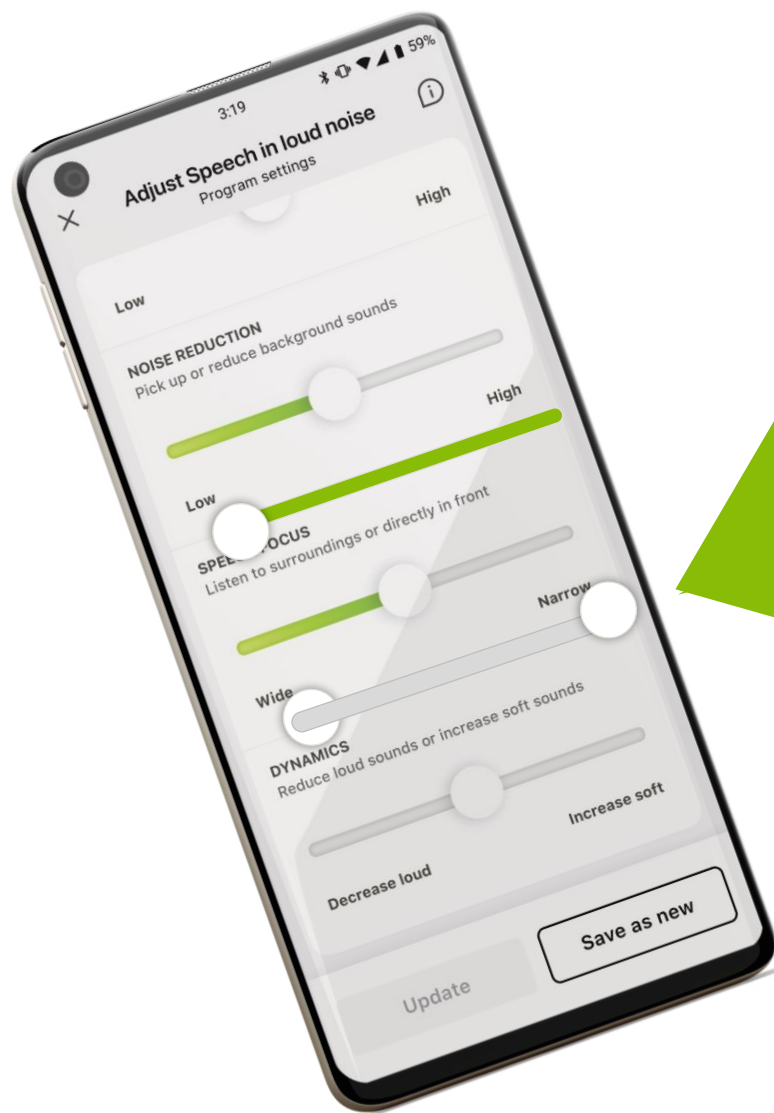 59%
3:19
Adjust Speech in loud noise
Program settings
Low High
NOISE REDUCTION
Pick up or reduce background sounds
Low High
SPEE FOCUS
Listen to surroundings or directly in front
Wide Narrow
DYNAMICS
Reduce loud sounds or increase soft sounds
Decrease loud Increase soft
Update Save as new